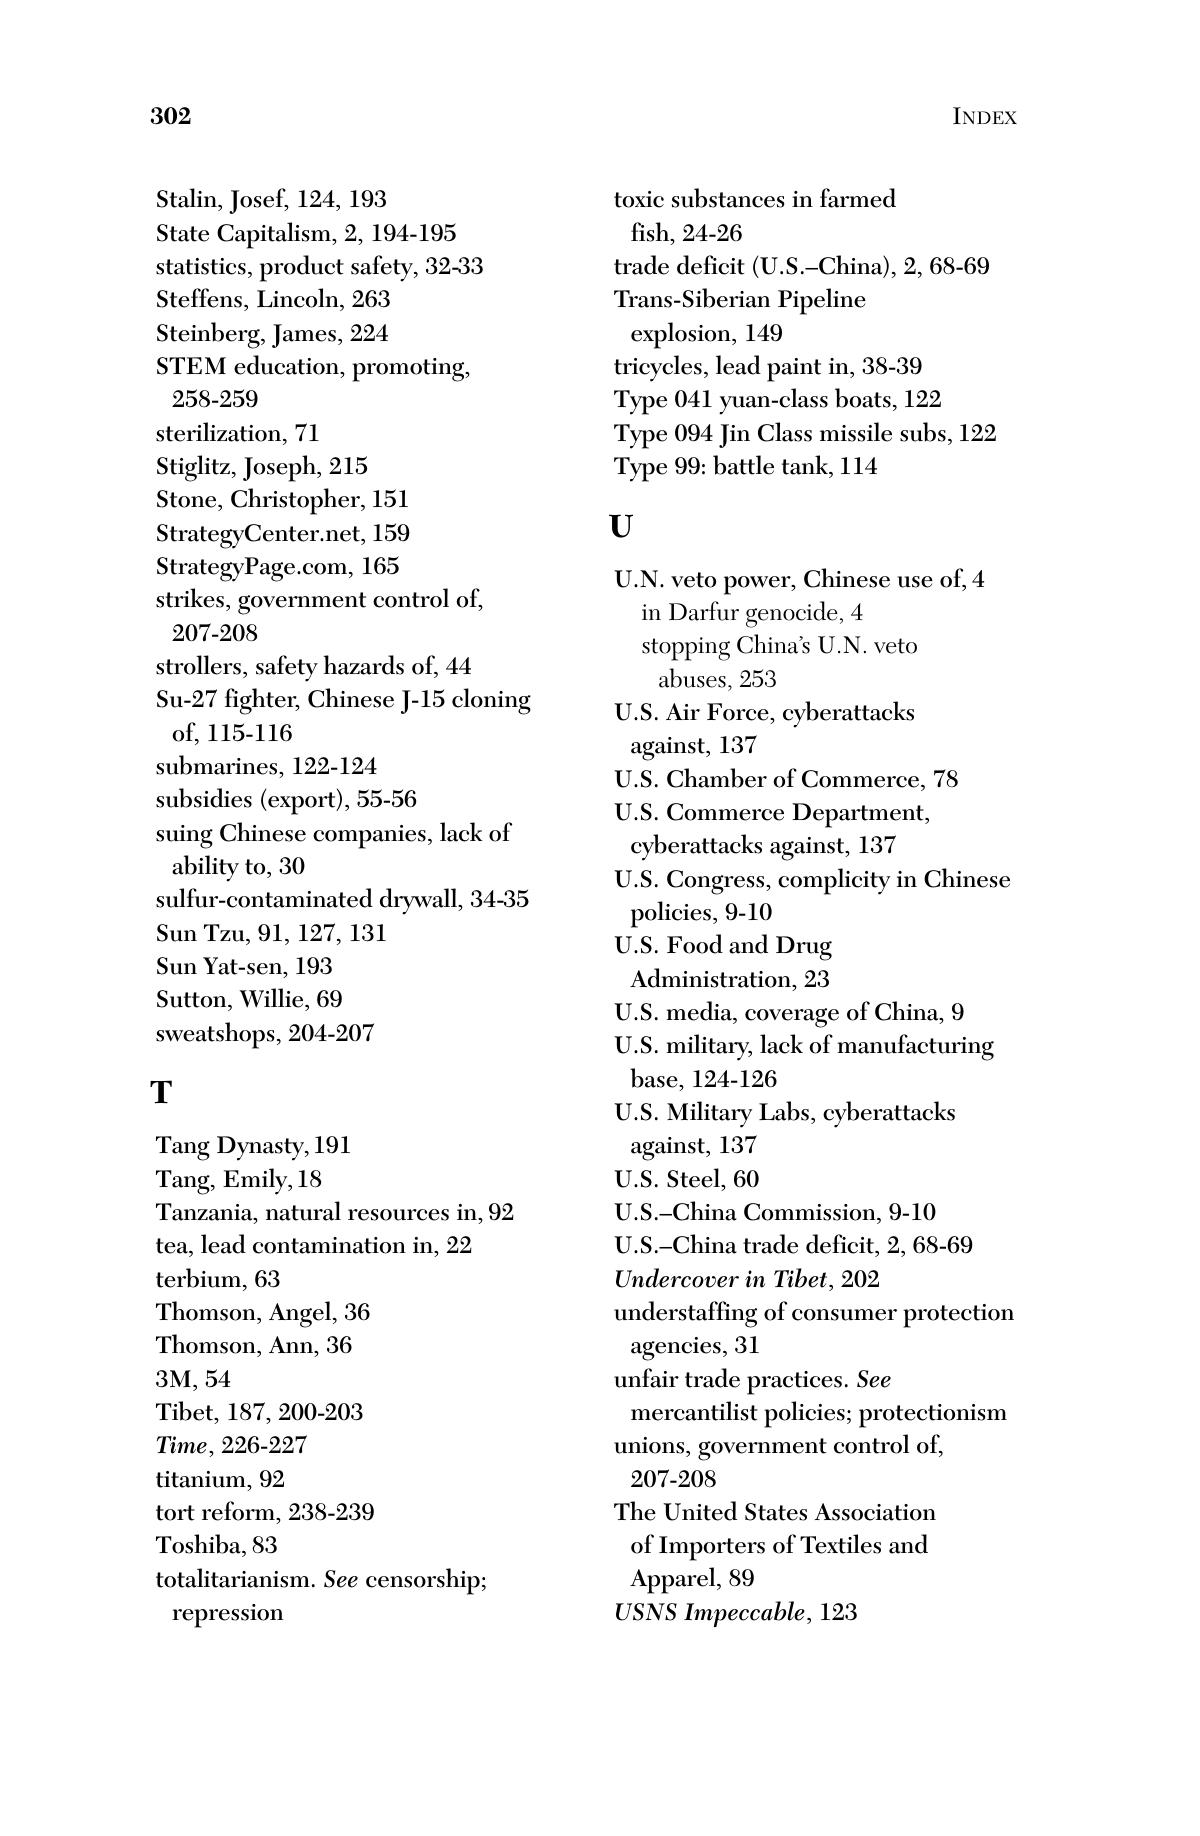 302
INDEX
Stalin, Josef, 124, 193
State Capitalism, 2, 194-195
statistics, product safety, 32-33
Steffens, Lincoln, 263
Steinberg, James, 224
STEM education, promoting,
258-259
sterilization, 71
Stiglitz, Joseph, 215
Stone, Christopher, 151
StrategyCenter.net, 159
StrategyPage.com, 165
strikes, government control of,
207-208
strollers, safety hazards of, 44
Su-27 fighter, Chinese J-15 cloning
of, 115-116
submarines, 122-124
subsidies (export), 55-56
suing Chinese companies, lack of
ability to, 30
sulfur-contaminated drywall, 34-35
Sun Tzu, 91, 127, 131
Sun Yat-sen, 193
Sutton, Willie, 69
sweatshops, 204-207
T
Tang Dynasty, 191
Tang, Emily, 18
Tanzania, natural resources in, 92
tea, lead contamination in, 22
terbium, 63
Thomson, Angel, 36
Thomson, Ann, 36
3M, 54
Tibet, 187, 200-203
Time, 226-227
titanium, 92
tort reform, 238-239
Toshiba, 83
totalitarianism. See censorship;
repression
toxic substances in farmed
fish, 24-26
trade deficit (U.S.–China), 2, 68-69
Trans-Siberian Pipeline
explosion, 149
tricycles, lead paint in, 38-39
Type 041 yuan-class boats, 122
Type 094 Jin Class missile subs, 122
Type 99: battle tank, 114
U
U.N. veto power, Chinese use of, 4
in Darfur genocide, 4
stopping China’s U.N. veto
abuses, 253
U.S. Air Force, cyberattacks
against, 137
U.S. Chamber of Commerce, 78
U.S. Commerce Department,
cyberattacks against, 137
U.S. Congress, complicity in Chinese
policies, 9-10
U.S. Food and Drug
Administration, 23
U.S. media, coverage of China, 9
U.S. military, lack of manufacturing
base, 124-126
U.S. Military Labs, cyberattacks
against, 137
U.S. Steel, 60
U.S.–China Commission, 9-10
U.S.–China trade deficit, 2, 68-69
Undercover in Tibet, 202
understaffing of consumer protection
agencies, 31
unfair trade practices. See
mercantilist policies; protectionism
unions, government control of,
207-208
The United States Association
of Importers of Textiles and
Apparel, 89
USNS Impeccable, 123